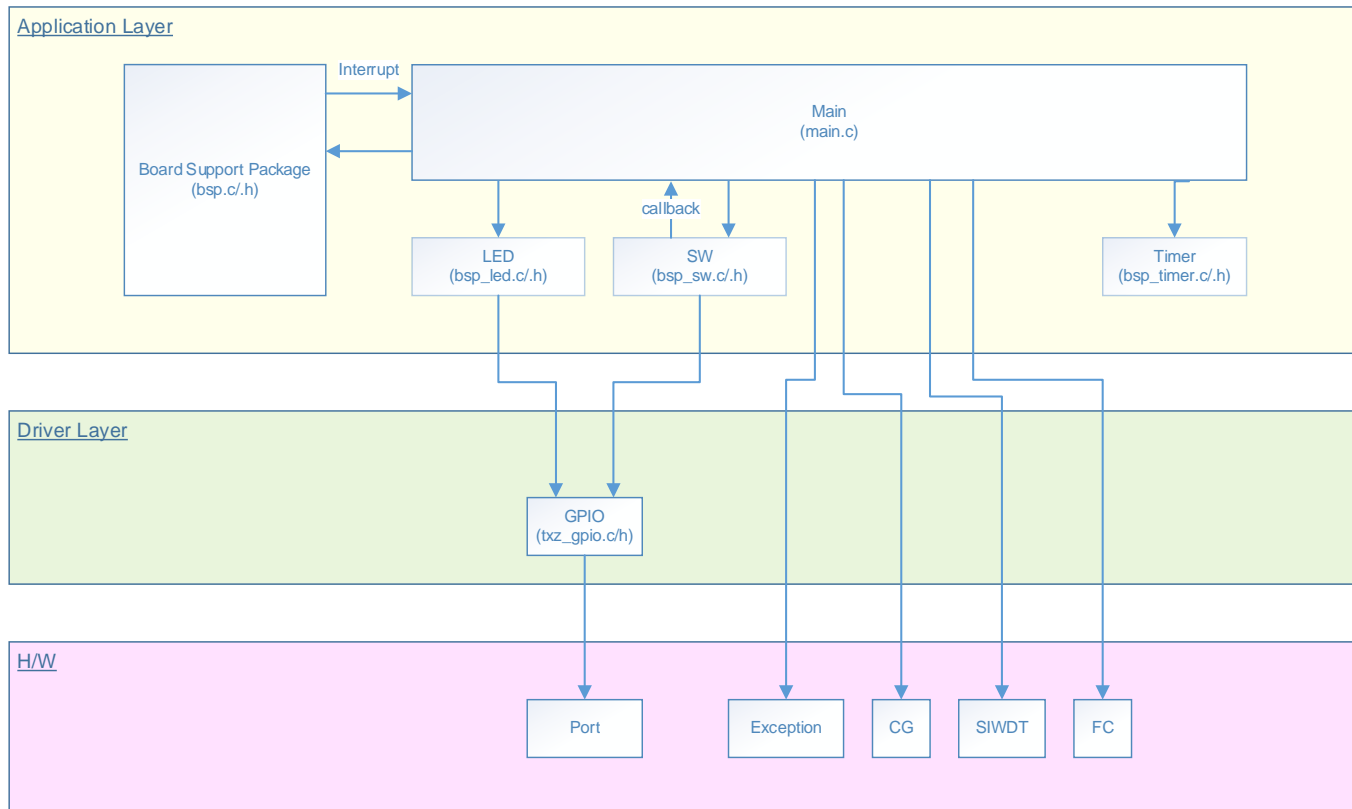 Application Layer
Interrupt
Main
(main.c)
Board Support Package
(bsp.c/.h)
callback
LED
(bsp_led.c/.h)
SW
(bsp_sw.c/.h)
Timer
(bsp_timer.c/.h)
Driver Layer
GPIO
(txz_gpio.c/h)
H/W
Port
Exception
CG
SIWDT
FC